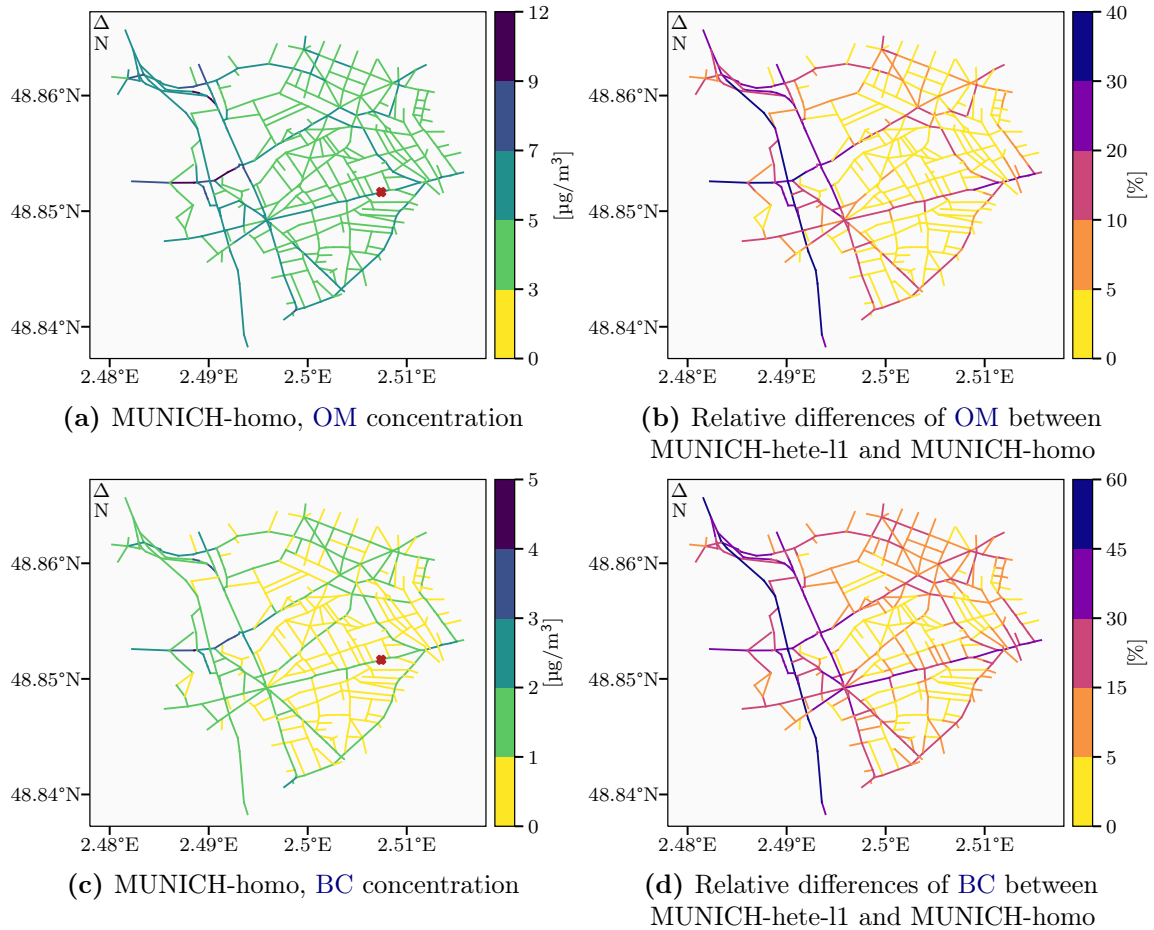 Δ
N
48.86°N
48.85°N
48.84°N
2.48°E 2.49°E 2.5°E 2.51°E
12
9
7
5
3
0
[µg/m³]
(a) MUNICH-homo, OM concentration
Δ
N
48.86°N
48.85°N
48.84°N
2.48°E 2.49°E 2.5°E 2.51°E
40
30
20
10
5
0
[%]
(b) Relative differences of OM between
MUNICH-hete-l1 and MUNICH-homo
Δ
N
48.86°N
48.85°N
48.84°N
2.48°E 2.49°E 2.5°E 2.51°E
5
4
3
2
1
0
[µg/m³]
(c) MUNICH-homo, BC concentration
Δ
N
48.86°N
48.85°N
48.84°N
2.48°E 2.49°E 2.5°E 2.51°E
60
45
30
15
5
0
[%]
(d) Relative differences of BC between
MUNICH-hete-l1 and MUNICH-homo